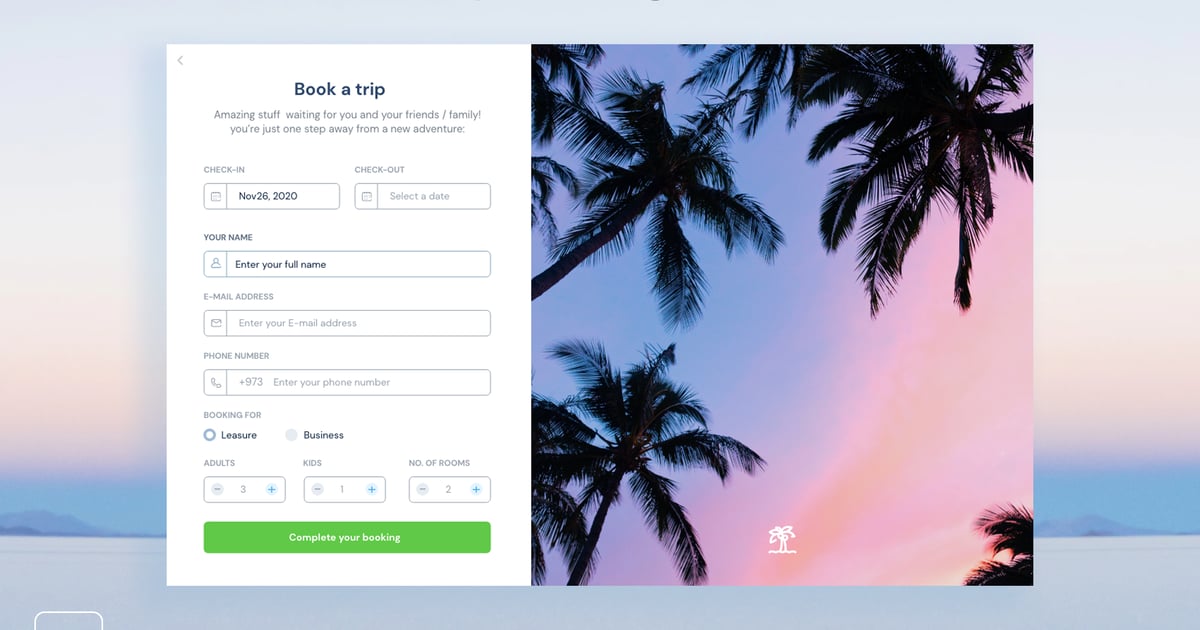 Book a trip
Amazing stuff waiting for you and your friends / family!
you're just one step away from a new adventure:
CHECK-IN
CHECK-OUT
Nov26, 2020
Select a date
YOUR NAME
Enter your full name
E-MAIL ADDRESS
Enter your E-mail address
PHONE NUMBER
+973 Enter your phone number
BOOKING FOR
Leasure
Business
ADULTS
KIDS
NO. OF ROOMS
3
1
2
Complete your booking